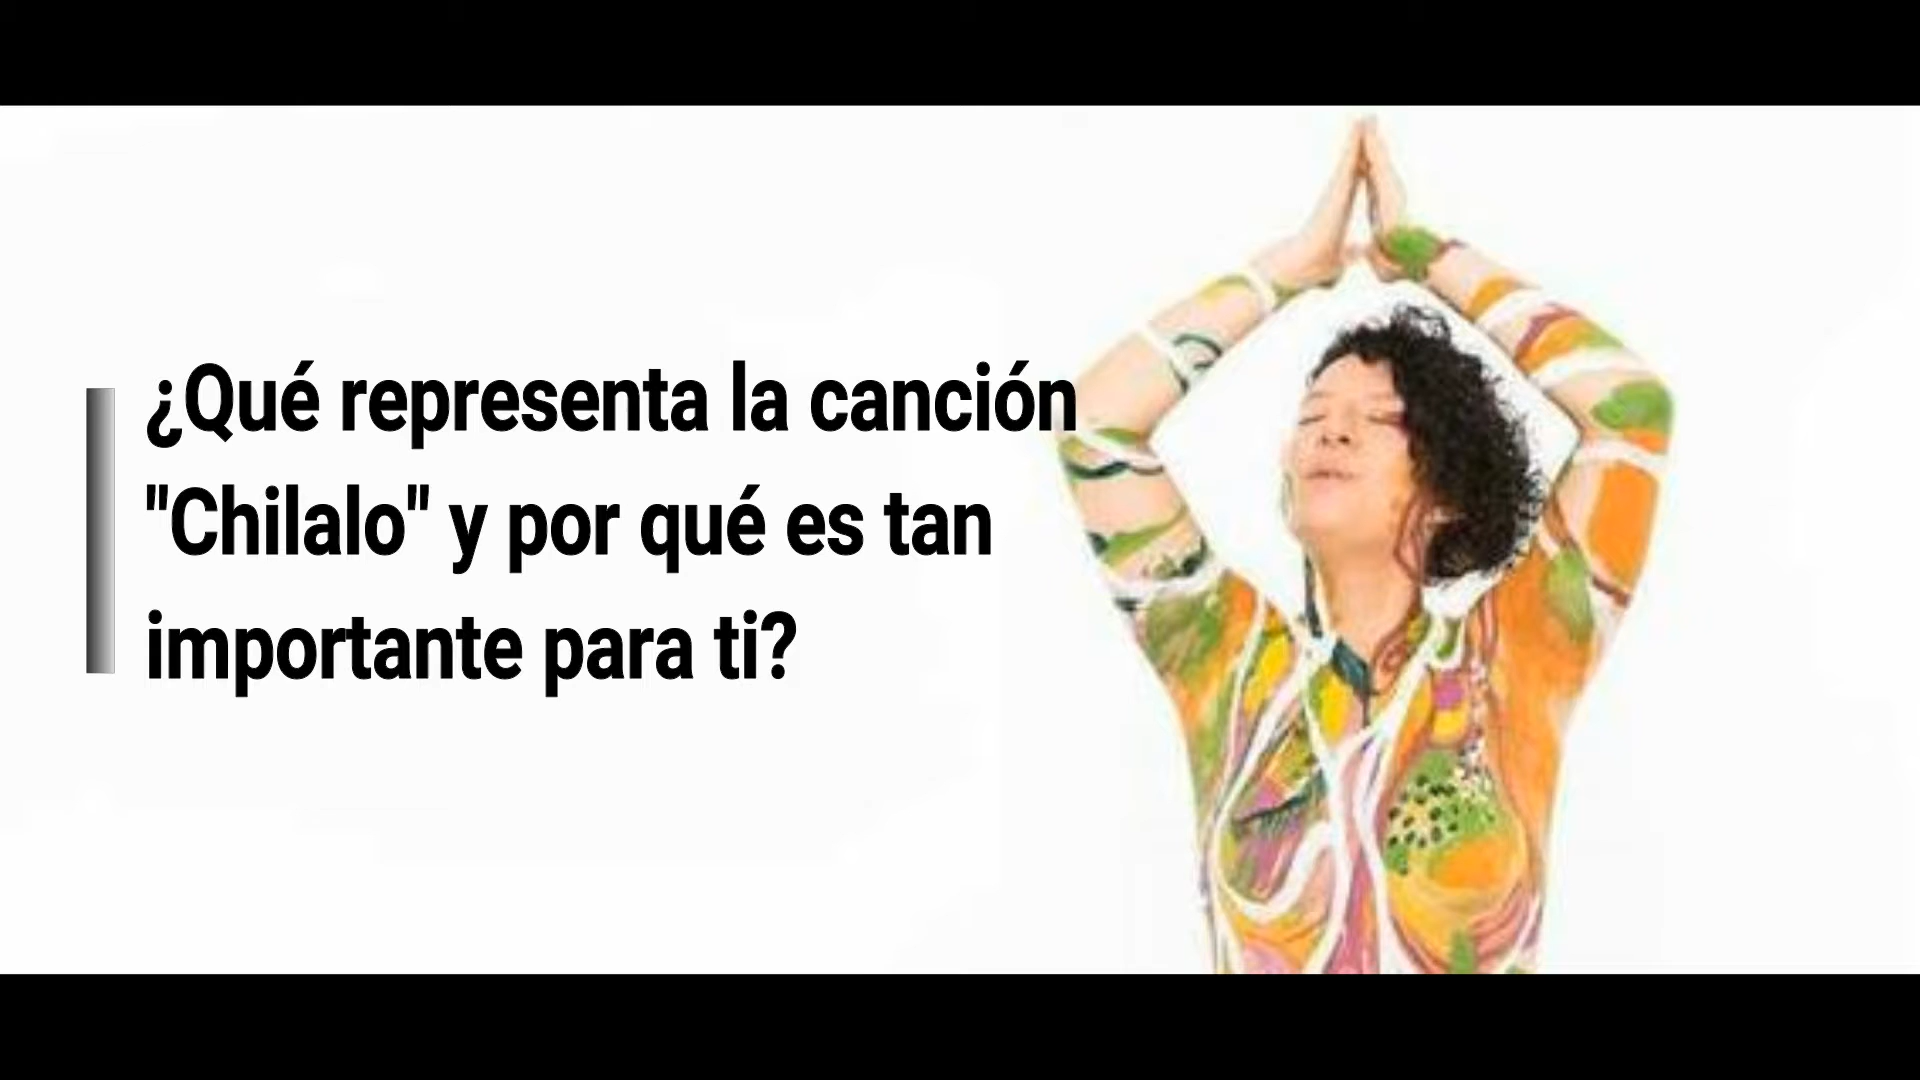 ¿Qué representa la canción
"Chilalo" y por qué es tan
importante para ti?